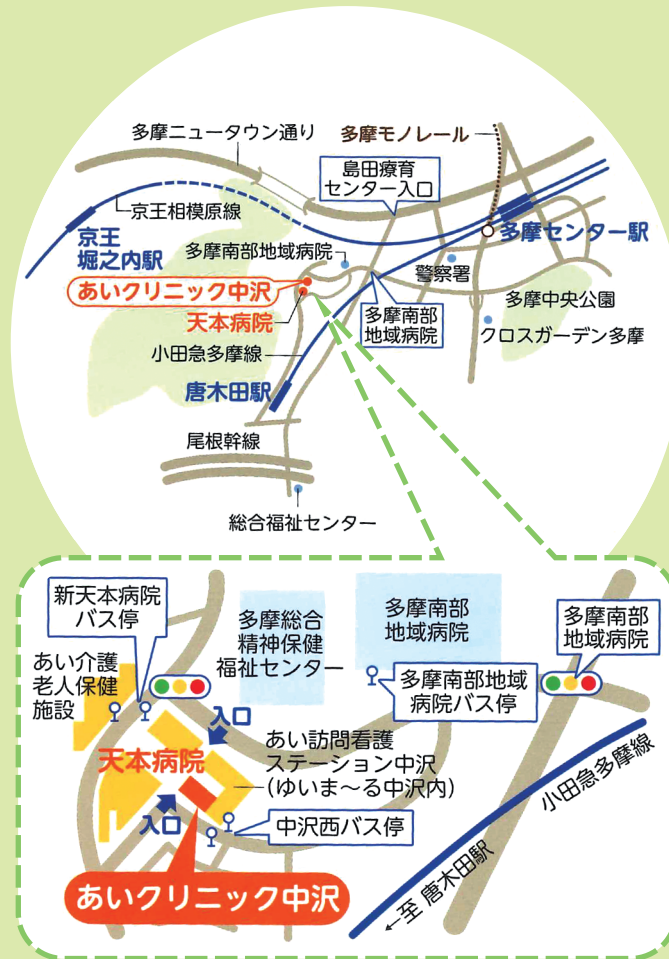 多摩ニュータウン通り
多摩モノレール
島田療育
センター入口
京王相模原線
京王
堀之内駅
多摩センター駅
多摩南部地域病院
警察署
あいクリニック中沢
天本病院
多摩南部
地域病院
多摩中央公園
クロスガーデン多摩
小田急多摩線
唐木田駅
尾根幹線
総合福祉センター
新天本病院
バス停
多摩総合
精神保健
福祉センター
多摩南部
地域病院
多摩南部
地域病院
あい介護
老人保健
施設
多摩南部地域
病院バス停
入口
天本病院
あい訪問看護
ステーション中沢
(ゆいま～る中沢内)
小田急多摩線
入口
中沢西バス停
あいクリニック中沢
←至 唐木田駅